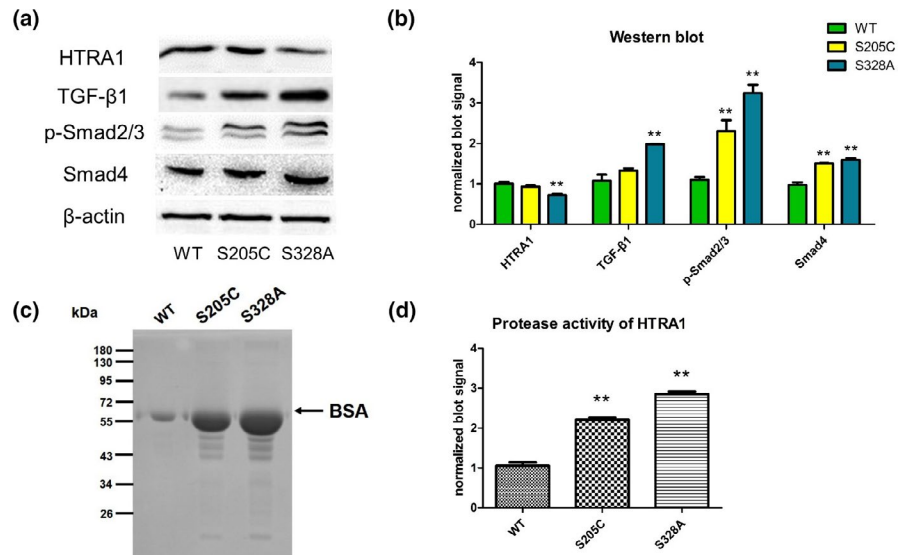 (a)
HTRA1
TGF-β1
p-Smad2/3
Smad4
β-actin
WT S205C S328A
(b)
Western blot
WT
S205C
S328A
normalized blot signal
4
3
2
1
0
** ** ** ** ** **
HTRA1 TGF-β1 p-Smad2/3 Smad4
(c)
kDa WT S205C S328A
180
130
95
72
55
43
34
26
BSA
(d)
Protease activity of HTRA1
normalized blot signal
4
3
2
1
0
** **
WT S205C S328A